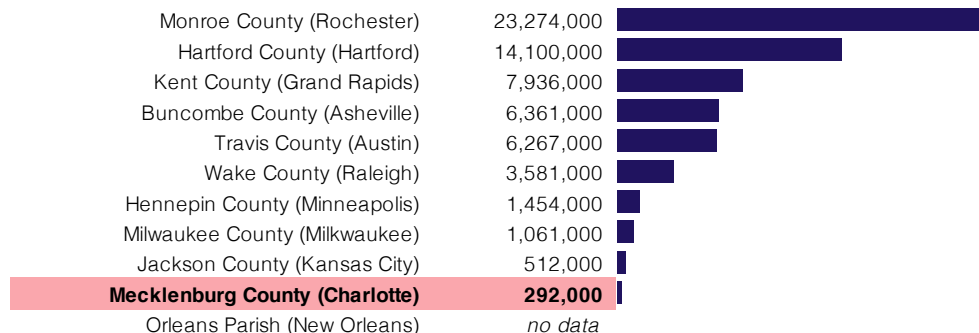 Monroe County (Rochester) 23,274,000
Hartford County (Hartford) 14,100,000
Kent County (Grand Rapids) 7,936,000
Buncombe County (Asheville) 6,361,000
Travis County (Austin) 6,267,000
Wake County (Raleigh) 3,581,000
Hennepin County (Minneapolis) 1,454,000
Milwaukee County (Milkwaukee) 1,061,000
Jackson County (Kansas City) 512,000
Mecklenburg County (Charlotte) 292,000
Orleans Parish (New Orleans) no data